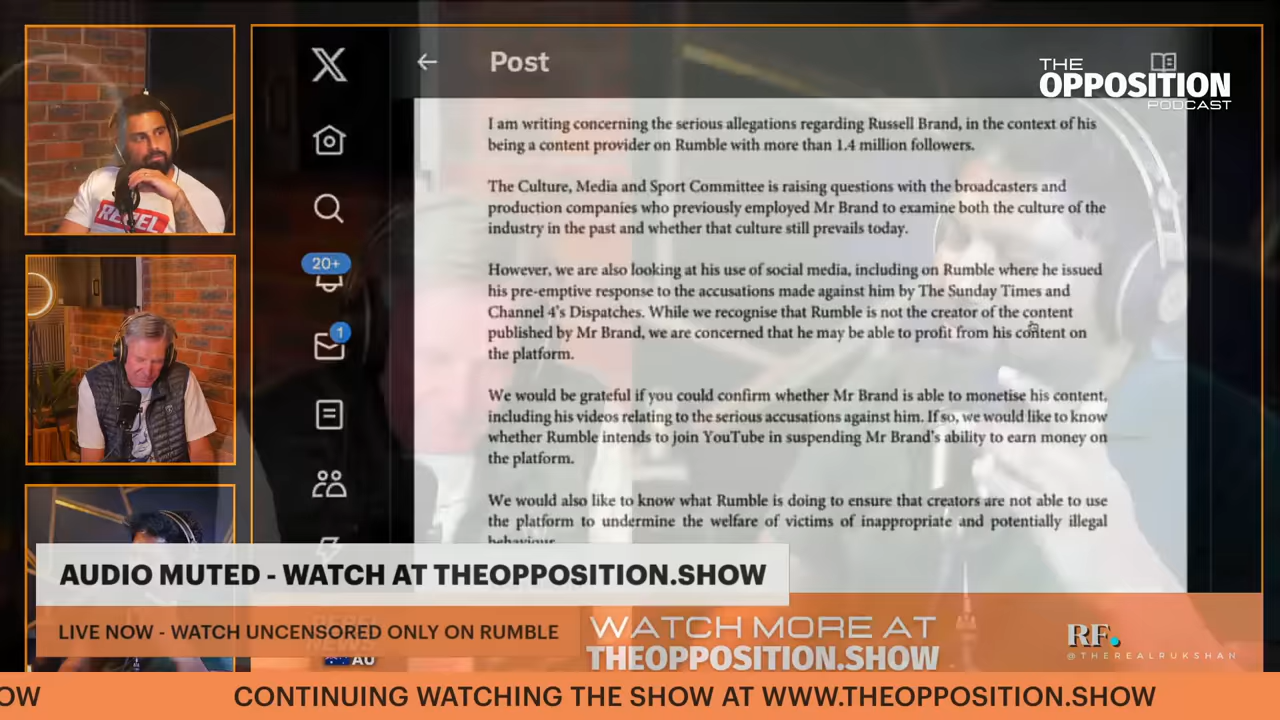 Post
THE
OPPOSITION
PODCAST
I am writing concerning the serious allegations regarding Russell Brand, in the context of his
being a content provider on Rumble with more than 1.4 million followers.
The Culture, Media and Sport Committee is raising questions with the broadcasters and
production companies who previously employed Mr Brand to examine both the culture of the
industry in the past and whether that culture still prevails today.
However, we are also looking at his use of social media, including on Rumble where he issued
his pre-emptive response to the accusations made against him by The Sunday Times and
Channel 4's Dispatches. While we recognise that Rumble is not the creator of the content
published by Mr Brand, we are concerned that he may be able to profit from his content on
the platform.
We would be grateful if you could confirm whether Mr Brand is able to monetise his content,
including his videos relating to the serious accusations against him. If so, we would like to know
whether Rumble intends to join YouTube in suspending Mr Brand's ability to earn money on
the platform.
We would also like to know what Rumble is doing to ensure that creators are not able to use
the platform to undermine the welfare of victims of inappropriate and potentially illegal
behaviour
20+
1
REBEL
AUDIO MUTED - WATCH AT THEOPPOSITION.SHOW
LIVE NOW - WATCH UNCENSORED ONLY ON RUMBLE
AU
WATCH MORE AT
THEOPPOSITION.SHOW
RF.
@THEREALRUKSHAN
OW CONTINUING WATCHING THE SHOW AT WWW.THEOPPOSITION.SHOW